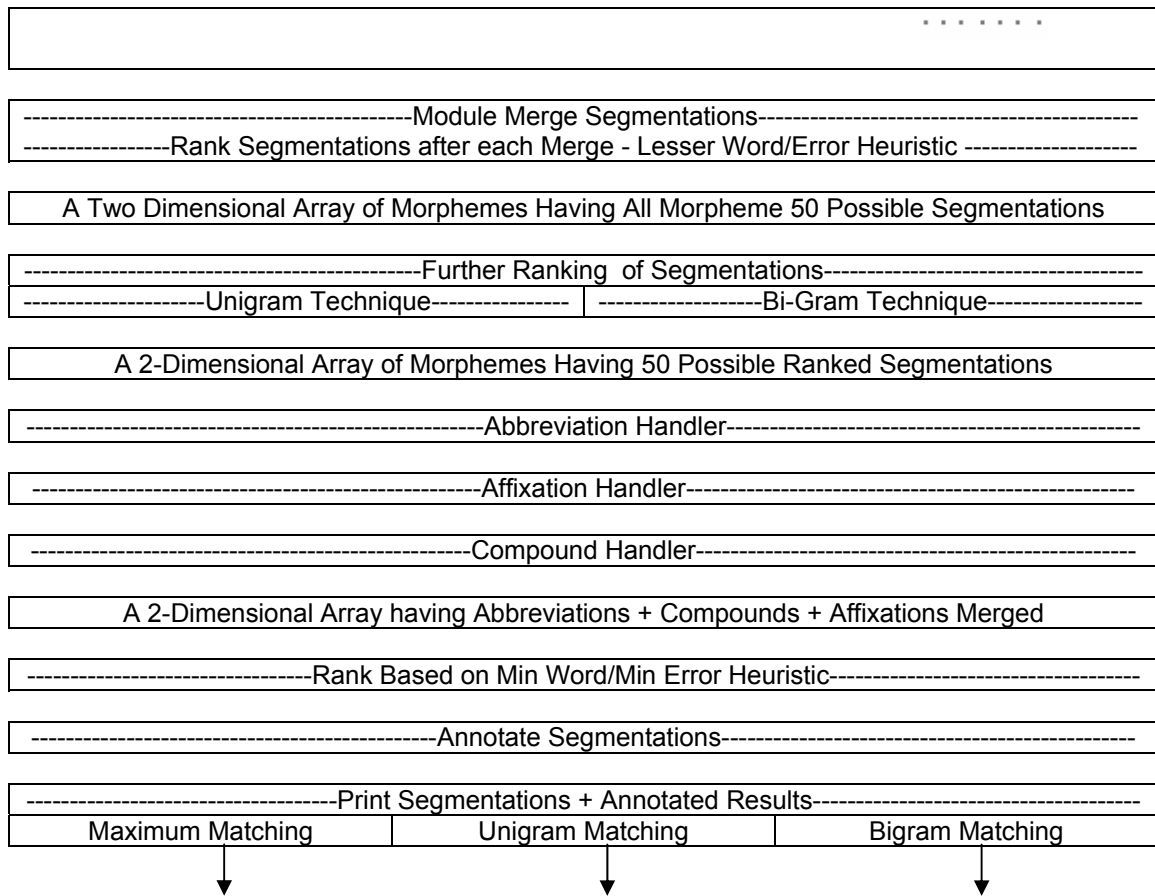 . . . . . . .
---------------------------------------------Module Merge Segmentations--------------------------------------------
-----------------Rank Segmentations after each Merge - Lesser Word/Error Heuristic --------------------
A Two Dimensional Array of Morphemes Having All Morpheme 50 Possible Segmentations
----------------------------------------------Further Ranking of Segmentations-------------------------------------
---------------------Unigram Technique---------------- -------------------Bi-Gram Technique------------------
A 2-Dimensional Array of Morphemes Having 50 Possible Ranked Segmentations
-----------------------------------------------------Abbreviation Handler------------------------------------------------
----------------------------------------------------Affixation Handler----------------------------------------------------
---------------------------------------------------Compound Handler---------------------------------------------------
A 2-Dimensional Array having Abbreviations + Compounds + Affixations Merged
---------------------------------Rank Based on Min Word/Min Error Heuristic------------------------------------
-----------------------------------------------Annotate Segmentations------------------------------------------------
------------------------------------Print Segmentations + Annotated Results--------------------------------------
Maximum Matching Unigram Matching Bigram Matching